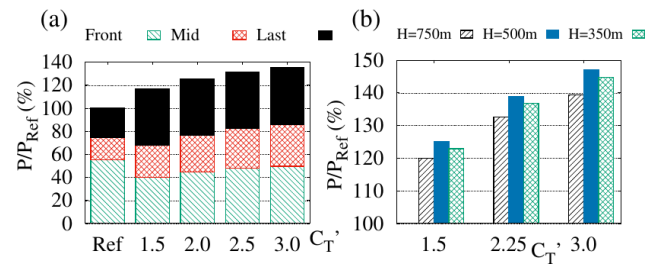 (a)
Front Mid Last
P/P_Ref (%)
140
120
100
80
60
40
20
0
Ref 1.5 2.0 2.5 3.0 C_T'
(b)
H=750m H=500m H=350m
P/P_Ref (%)
150
140
130
120
110
100
1.5 2.25 C_T' 3.0